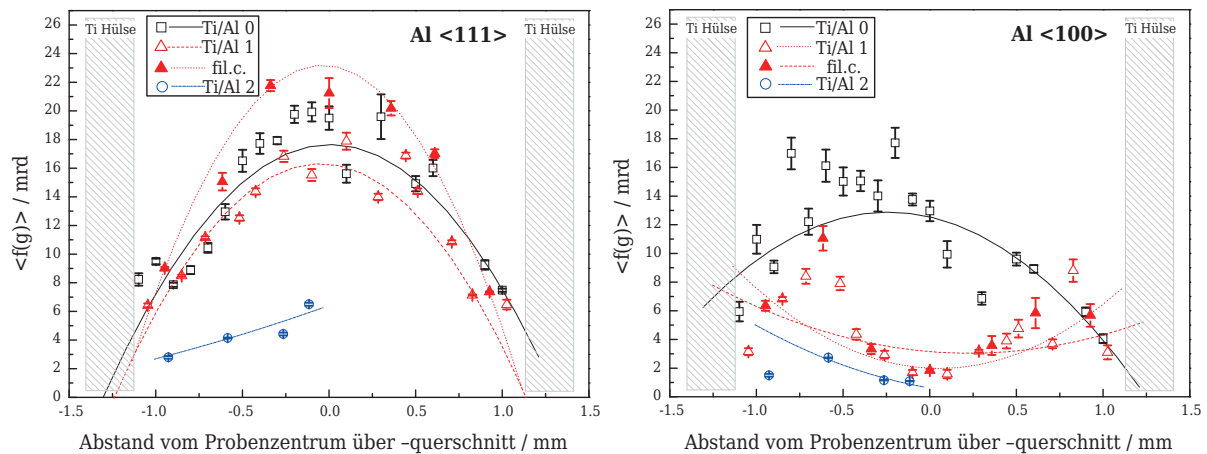 Ti Hülse
Ti/Al 0
Ti/Al 1
fil.c.
Ti/Al 2
Al <111>
Ti Hülse
<f(g)> / mrd
26
24
22
20
18
16
14
12
10
8
6
4
2
0
-1.5
-1.0
-0.5
0.0
0.5
1.0
1.5
Abstand vom Probenzentrum über –querschnitt / mm
Ti Hülse
Ti/Al 0
Ti/Al 1
fil.c.
Ti/Al 2
Al <100>
Ti Hülse
<f(g)> / mrd
26
24
22
20
18
16
14
12
10
8
6
4
2
0
-1.5
-1.0
-0.5
0.0
0.5
1.0
1.5
Abstand vom Probenzentrum über –querschnitt / mm